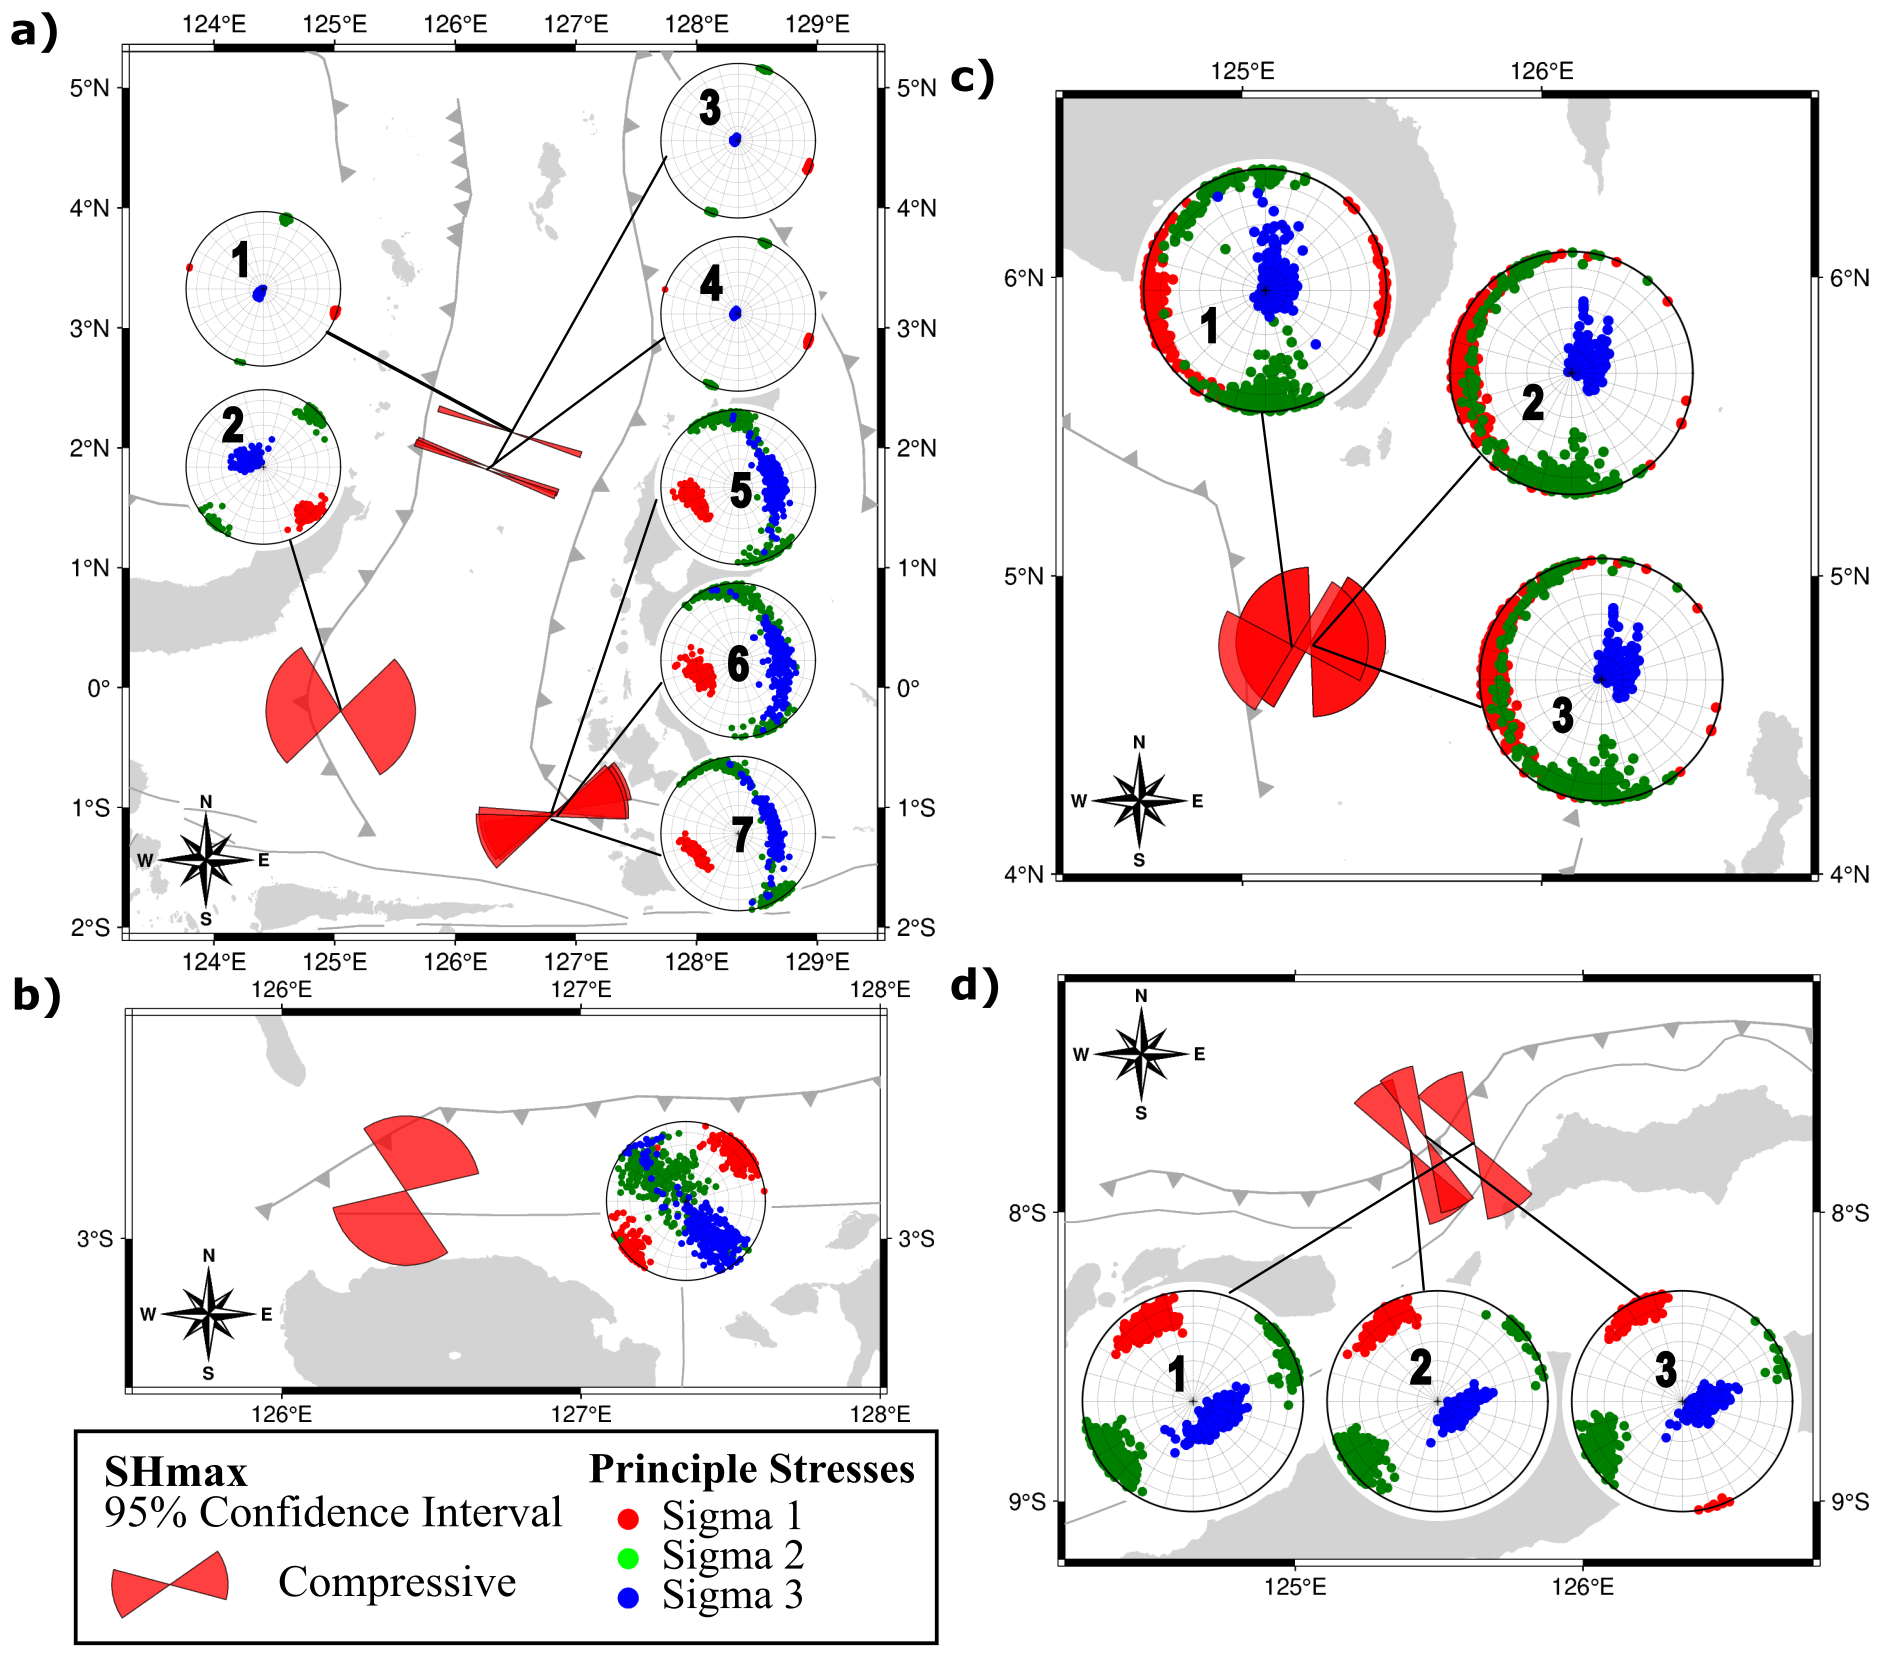 a)
124°E 125°E 126°E 127°E 128°E 129°E
5°N 5°N
4°N 4°N
3°N 3°N
2°N 2°N
1°N 1°N
0° 0°
1°S 1°S
2°S 2°S
124°E 125°E 126°E 127°E 128°E 129°E
1
2
3
4
5
6
7
N
W E
S
b)
126°E 127°E 128°E
3°S 3°S
126°E 127°E 128°E
N
W E
S
c)
125°E 126°E
6°N 6°N
5°N 5°N
4°N 4°N
1
2
3
N
W E
S
d)
N
W E
S
8°S 8°S
9°S 9°S
1
2
3
125°E 126°E
SHmax
95% Confidence Interval
Compressive
Principle Stresses
Sigma 1
Sigma 2
Sigma 3